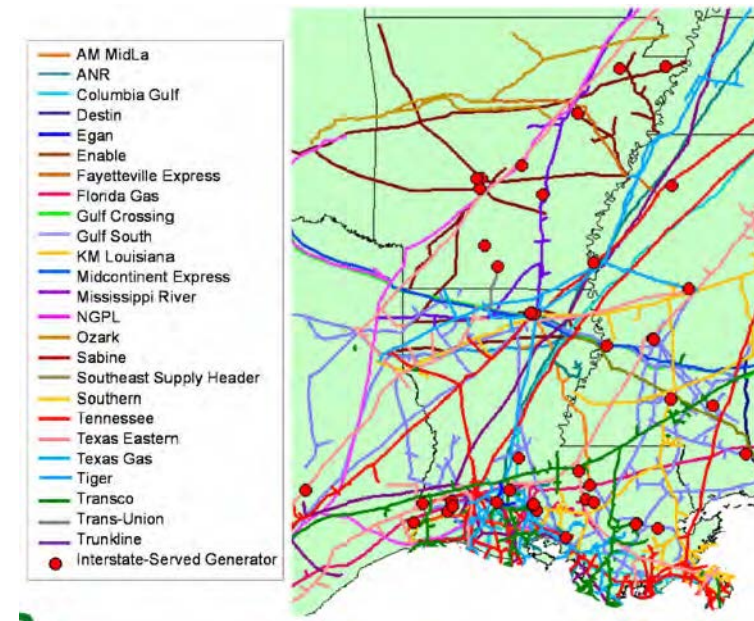 AM MidLa
ANR
Columbia Gulf
Destin
Egan
Enable
Fayetteville Express
Florida Gas
Gulf Crossing
Gulf South
KM Louisiana
Midcontinent Express
Mississippi River
NGPL
Ozark
Sabine
Southeast Supply Header
Southern
Tennessee
Texas Eastern
Texas Gas
Tiger
Transco
Trans-Union
Trunkline
Interstate-Served Generator